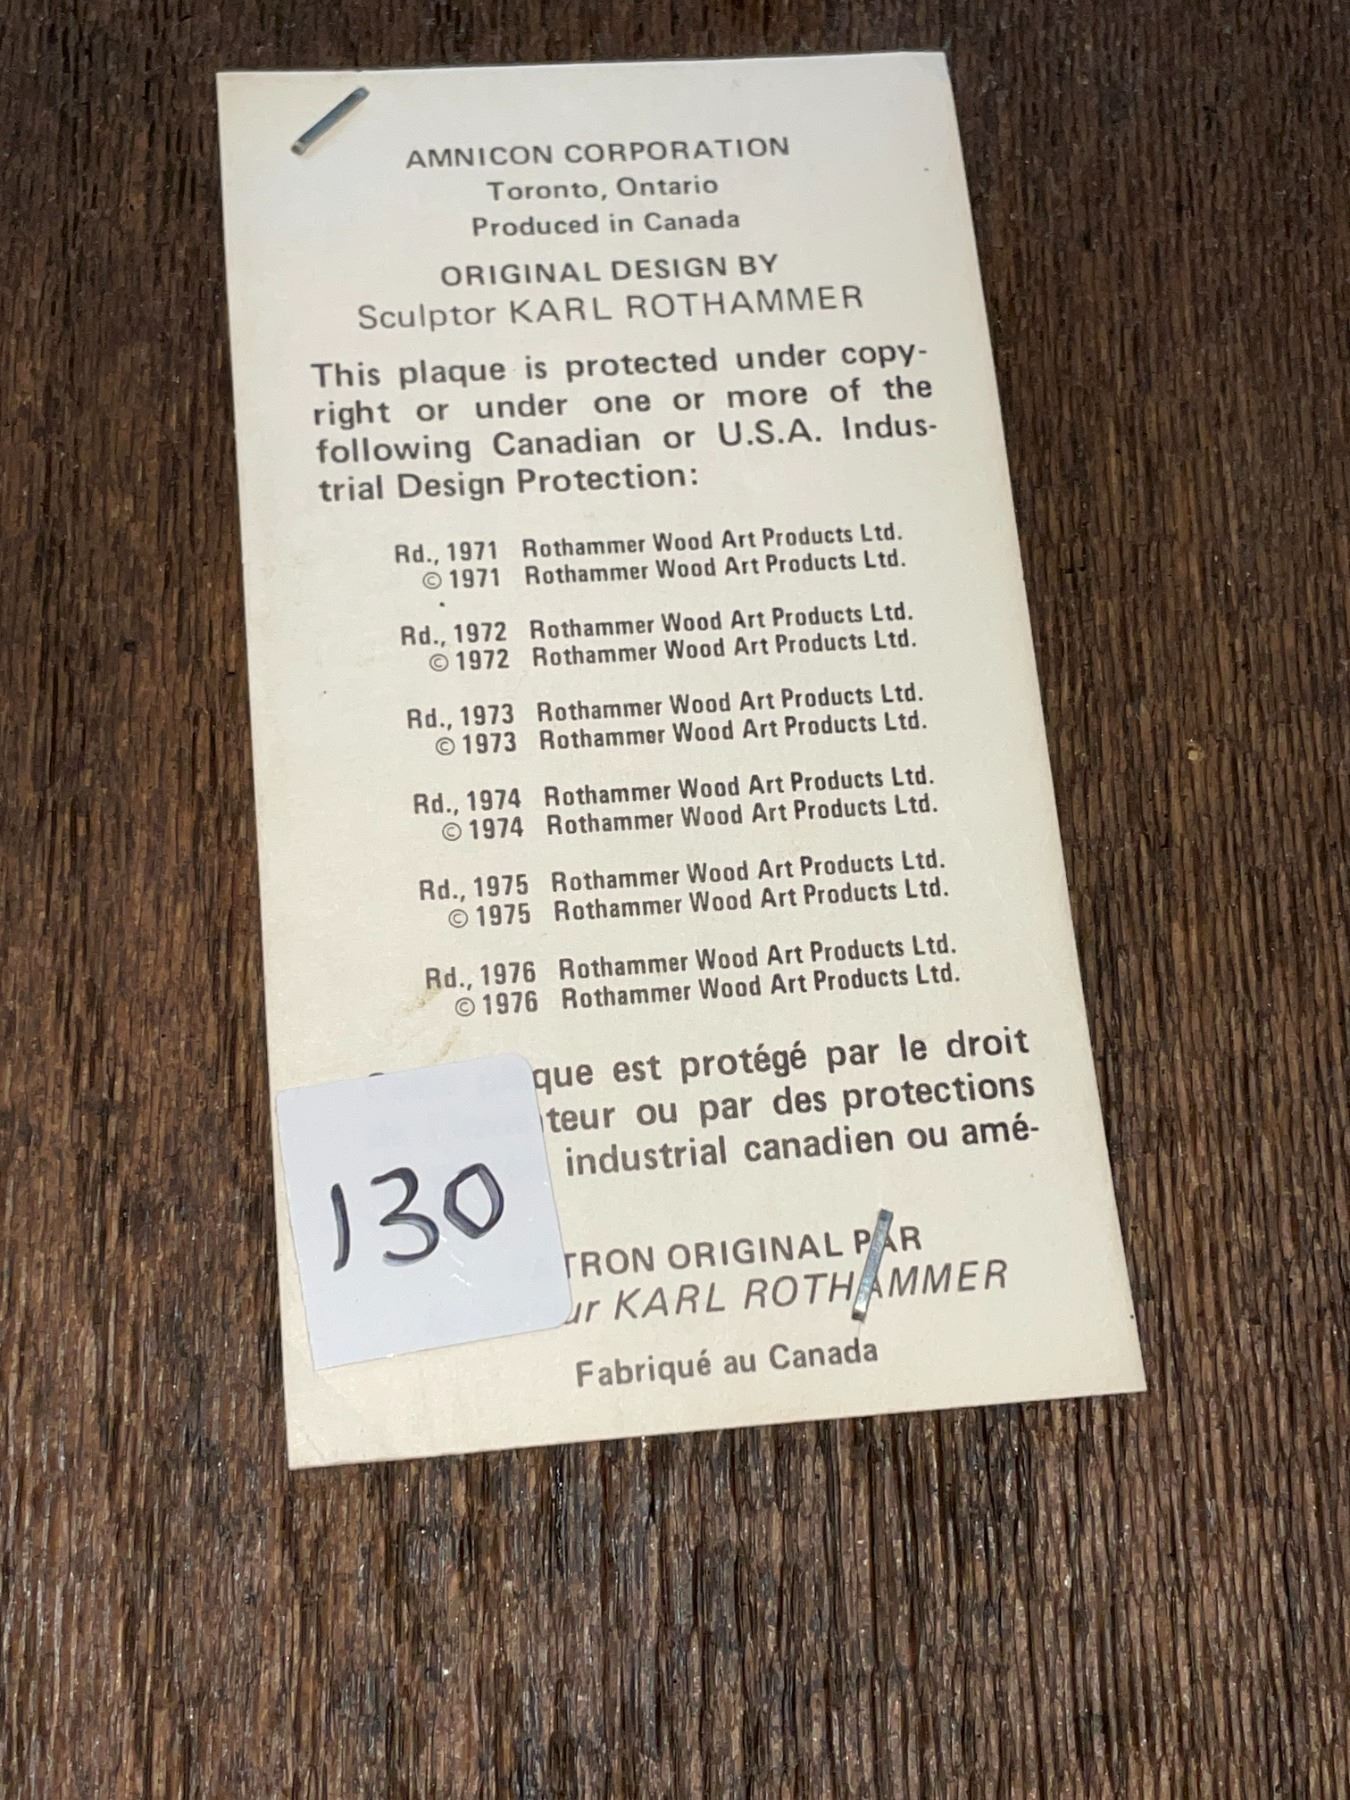 AMNICON CORPORATION
Toronto, Ontario
Produced in Canada
ORIGINAL DESIGN BY
Sculptor KARL ROTHAMMER
This plaque is protected under copy-
right or under one or more of the
following Canadian or U.S.A. Indus-
trial Design Protection:
Rd., 1971 Rothammer Wood Art Products Ltd.
© 1971 Rothammer Wood Art Products Ltd.
Rd., 1972 Rothammer Wood Art Products Ltd.
© 1972 Rothammer Wood Art Products Ltd.
Rd., 1973 Rothammer Wood Art Products Ltd.
© 1973 Rothammer Wood Art Products Ltd.
Rd., 1974 Rothammer Wood Art Products Ltd.
© 1974 Rothammer Wood Art Products Ltd.
Rd., 1975 Rothammer Wood Art Products Ltd.
© 1975 Rothammer Wood Art Products Ltd.
Rd., 1976 Rothammer Wood Art Products Ltd.
© 1976 Rothammer Wood Art Products Ltd.
que est protégé par le droit
teur ou par des protections
industrial canadien ou amé-
130
TRON ORIGINAL PAR
ur KARL ROTHAMMER
Fabriqué au Canada